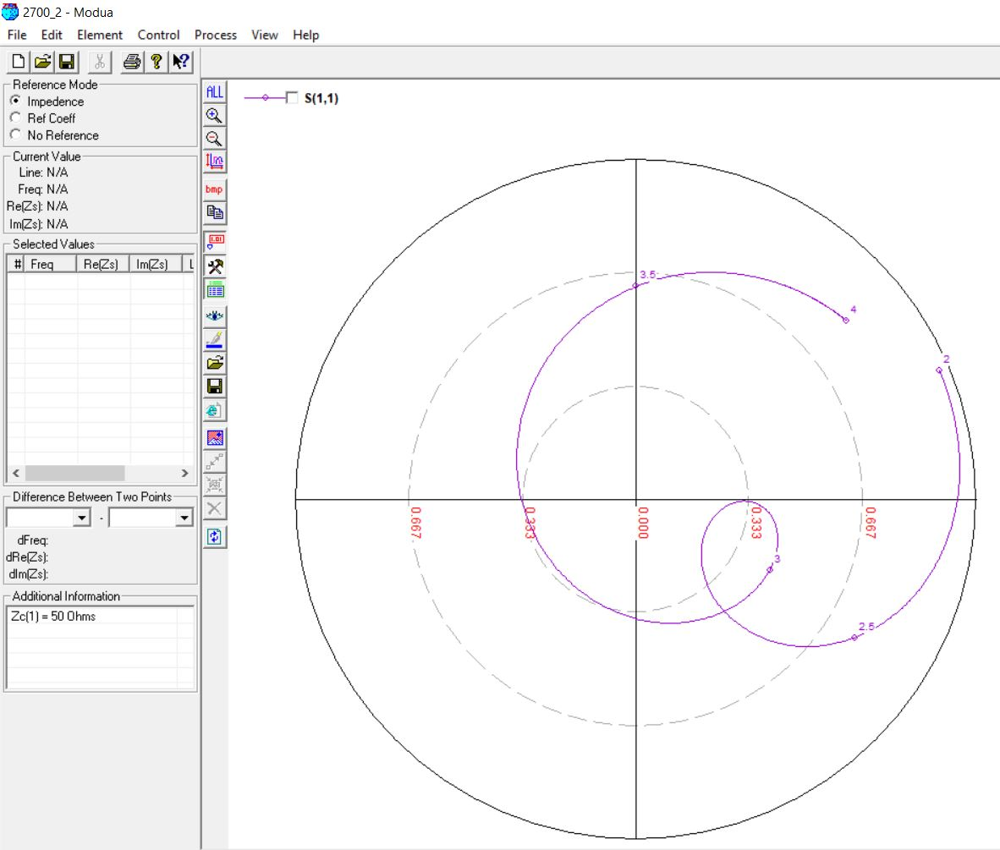 2700_2 - Modua
File Edit Element Control Process View Help
Reference Mode
Impedence
Ref Coeff
No Reference
Current Value
Line: N/A
Freq: N/A
Re(Zs): N/A
Im(Zs): N/A
Selected Values
# Freq Re(Zs) Im(Zs) L
Difference Between Two Points
-
dFreq:
dRe(Zs):
dIm(Zs):
Additional Information
Zc(1) = 50 Ohms
ALL
bmp
1.01
S(1,1)
3.5
4
2
0.667 0.333 0.000 0.333 0.667
3
2.5